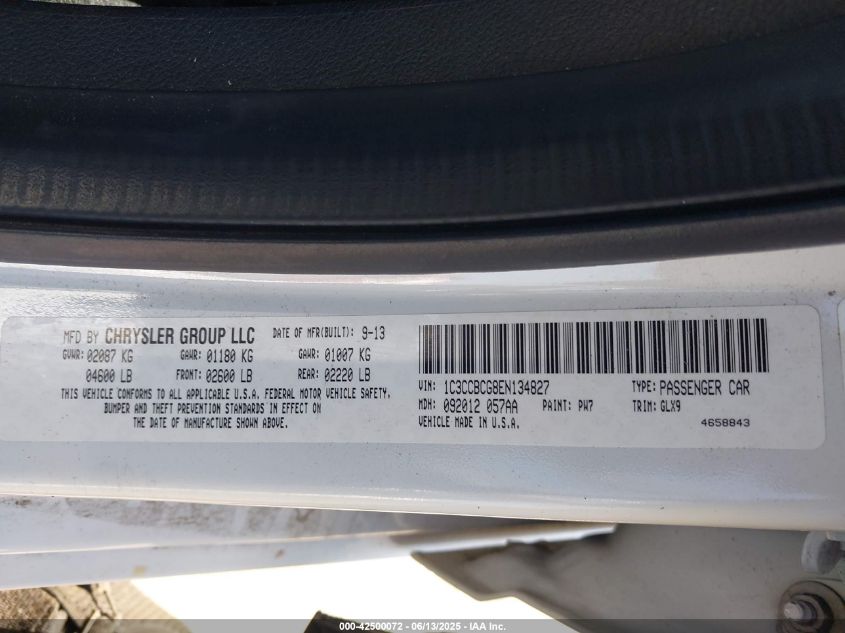 MFD BY CHRYSLER GROUP LLC DATE OF MFR(BUILT): 9-13
GVWR: 02087 KG GAWR: 01180 KG GAWR: 01007 KG
04600 LB FRONT: 02600 LB REAR: 02220 LB
THIS VEHICLE CONFORMS TO ALL APPLICABLE U.S.A. FEDERAL MOTOR VEHICLE SAFETY,
BUMPER AND THEFT PREVENTION STANDARDS IN EFFECT ON
THE DATE OF MANUFACTURE SHOWN ABOVE.
VIN: 1C3CCBCG8EN134827 TYPE: PASSENGER CAR
MDH: 092012 057AA PAINT: PW7 TRIM: GLX9
VEHICLE MADE IN U.S.A. 4658843
000-42500072 - 06/13/2025 - IAA Inc.